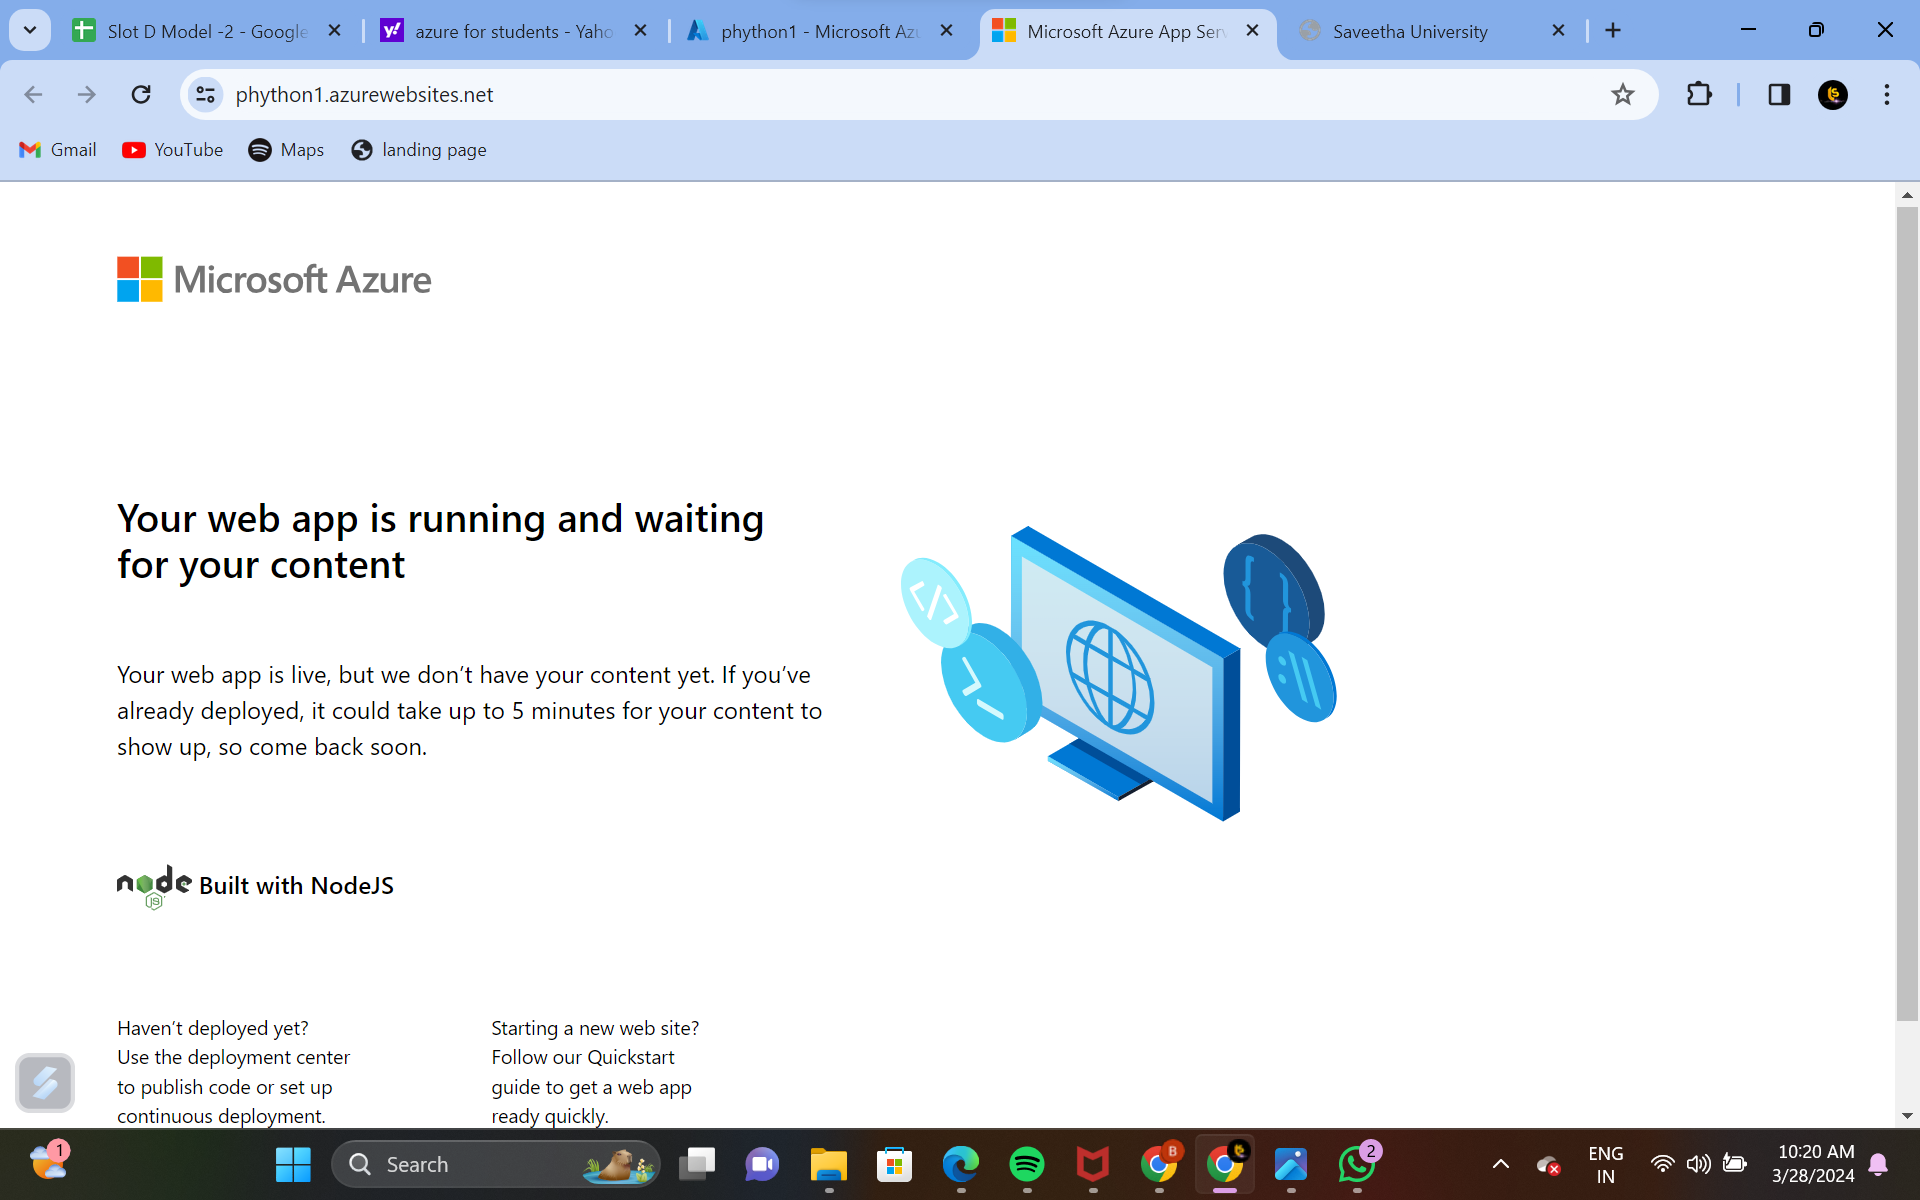 Slot D Model -2 - Google
azure for students - Yaho
phython1 - Microsoft Azu
Microsoft Azure App Serv
Saveetha University
phython1.azurewebsites.net
Gmail
YouTube
Maps
landing page
Microsoft Azure
Your web app is running and waiting
for your content
Your web app is live, but we don’t have your content yet. If you’ve
already deployed, it could take up to 5 minutes for your content to
show up, so come back soon.
node
JS
Built with NodeJS
Haven’t deployed yet?
Use the deployment center
to publish code or set up
continuous deployment.
Starting a new web site?
Follow our Quickstart
guide to get a web app
ready quickly.
1
Search
B
2
ENG
IN
10:20 AM
3/28/2024